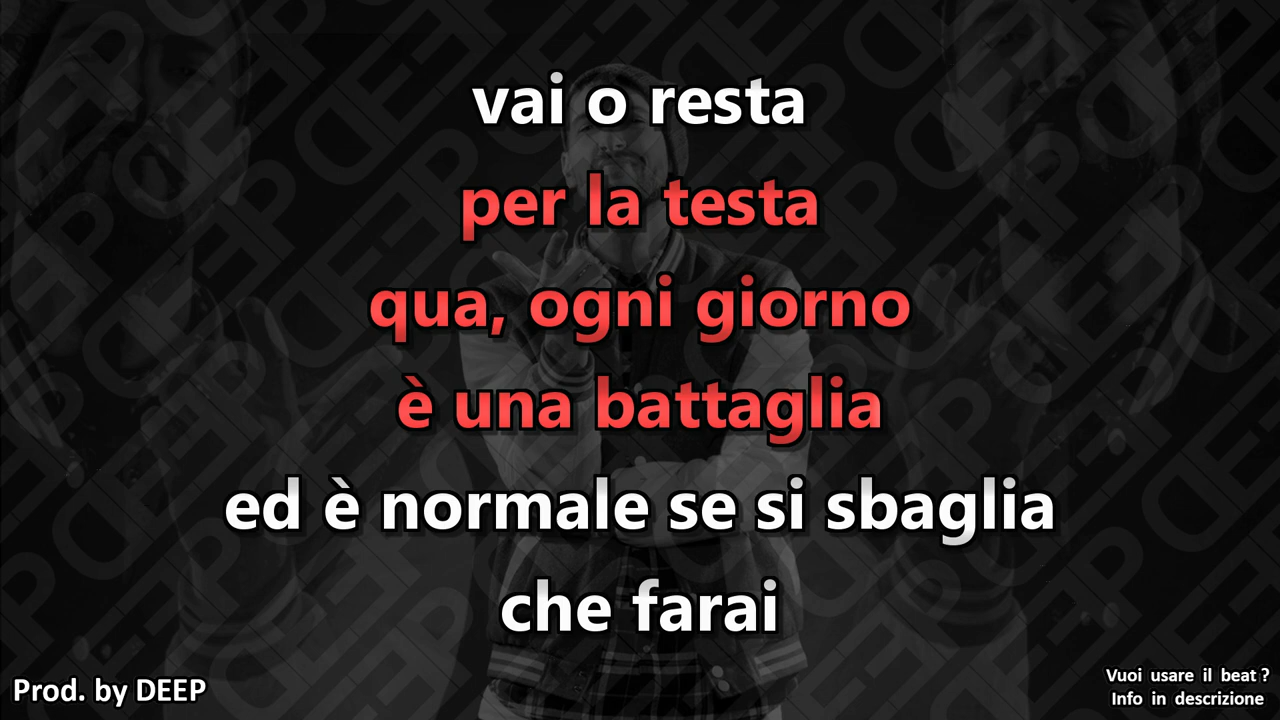 vai o resta
per la testa
qua, ogni giorno
è una battaglia
ed è normale se si sbaglia
che farai
Prod. by DEEP
Vuoi usare il beat ?
Info in descrizione